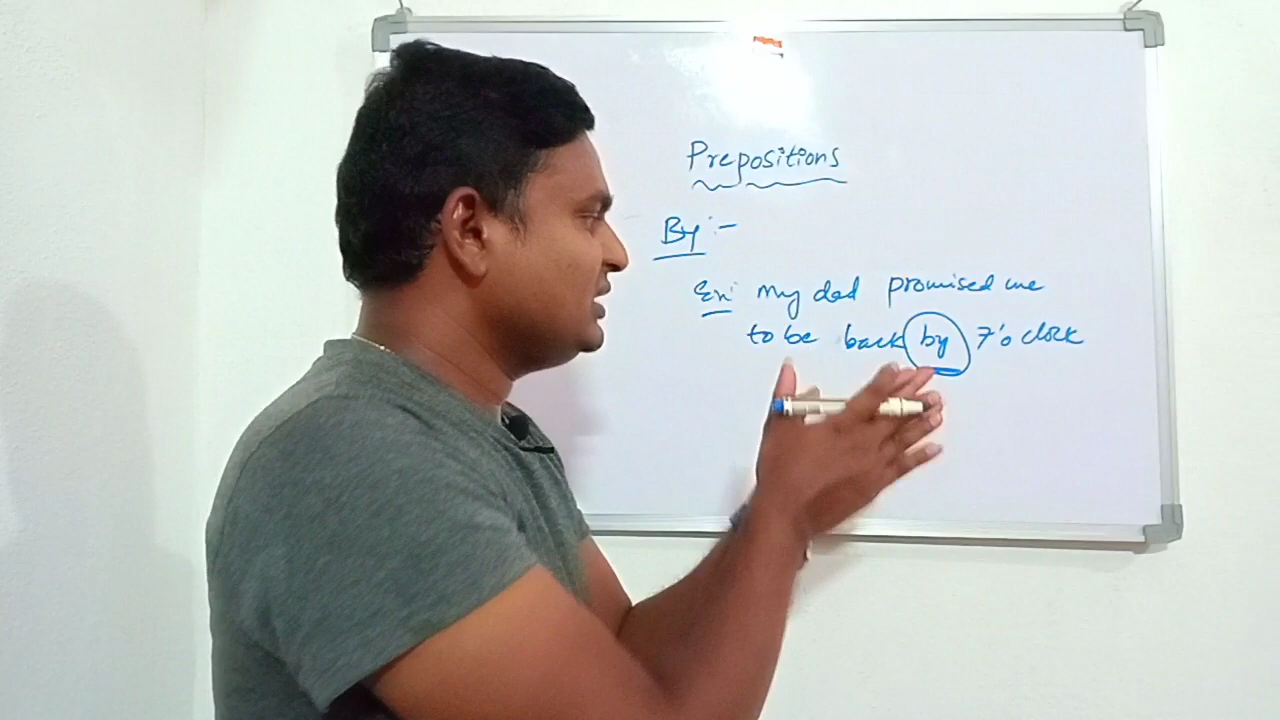 Prepositions
By :-
Ex: My dad promised me
to be back by 7'o clock